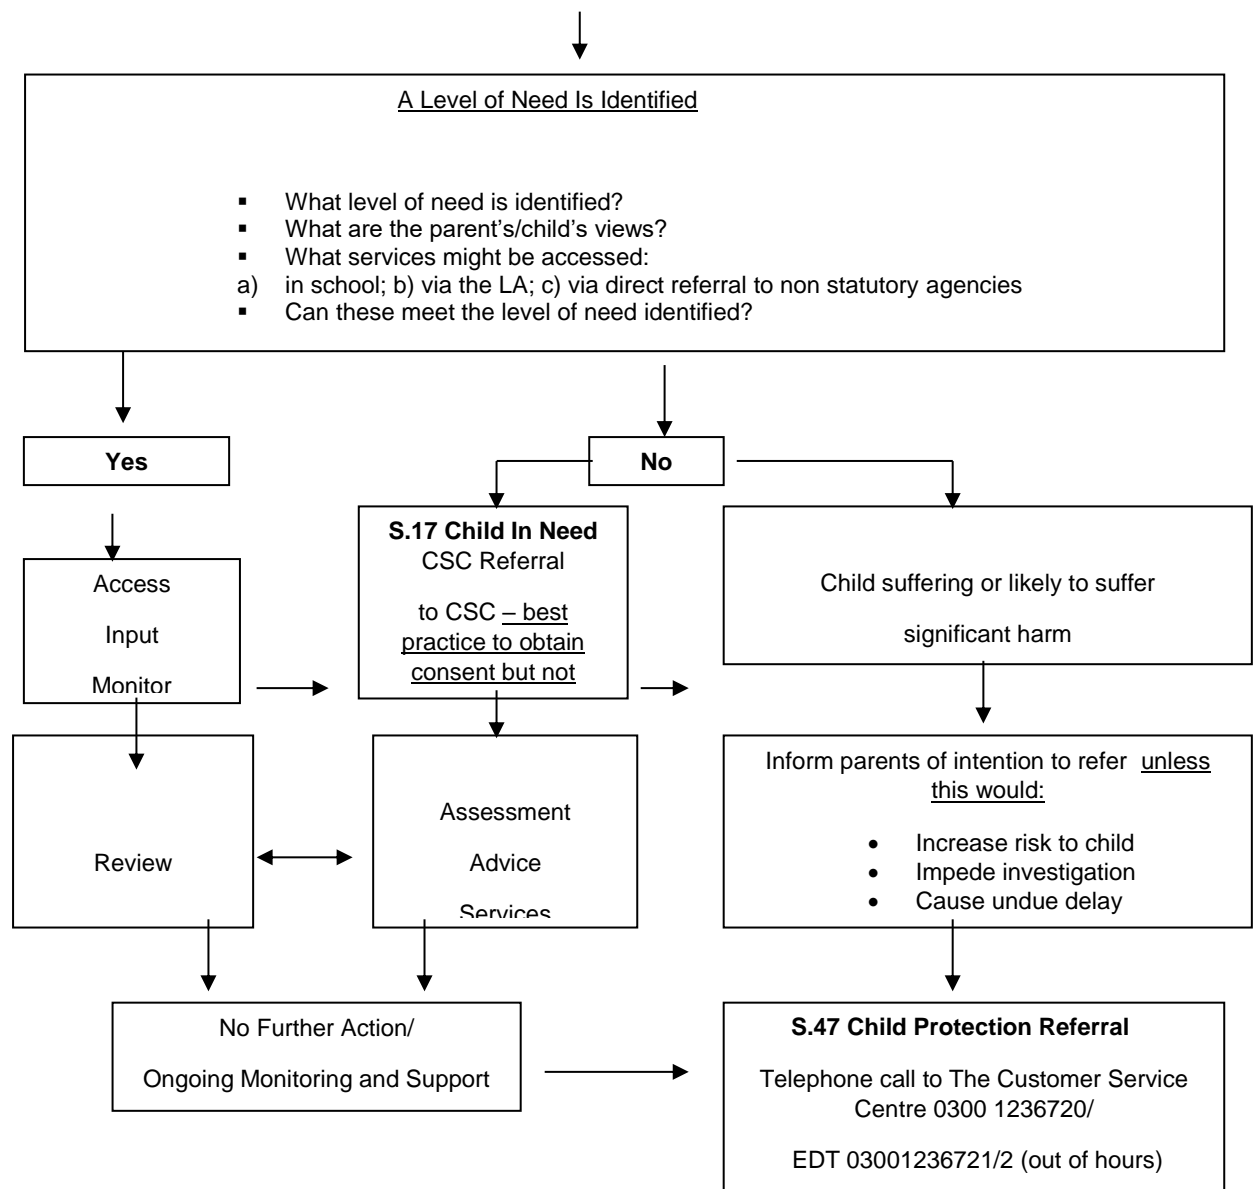 A Level of Need Is Identified
▪ What level of need is identified?
▪ What are the parent’s/child’s views?
▪ What services might be accessed:
a) in school; b) via the LA; c) via direct referral to non statutory agencies
▪ Can these meet the level of need identified?
Yes
No
S.17 Child In Need
CSC Referral
to CSC – best
practice to obtain
consent but not
Child suffering or likely to suffer
significant harm
Access
Input
Monitor
Review
Assessment
Advice
Services
Inform parents of intention to refer unless
this would:
• Increase risk to child
• Impede investigation
• Cause undue delay
No Further Action/
Ongoing Monitoring and Support
S.47 Child Protection Referral
Telephone call to The Customer Service
Centre 0300 1236720/
EDT 03001236721/2 (out of hours)